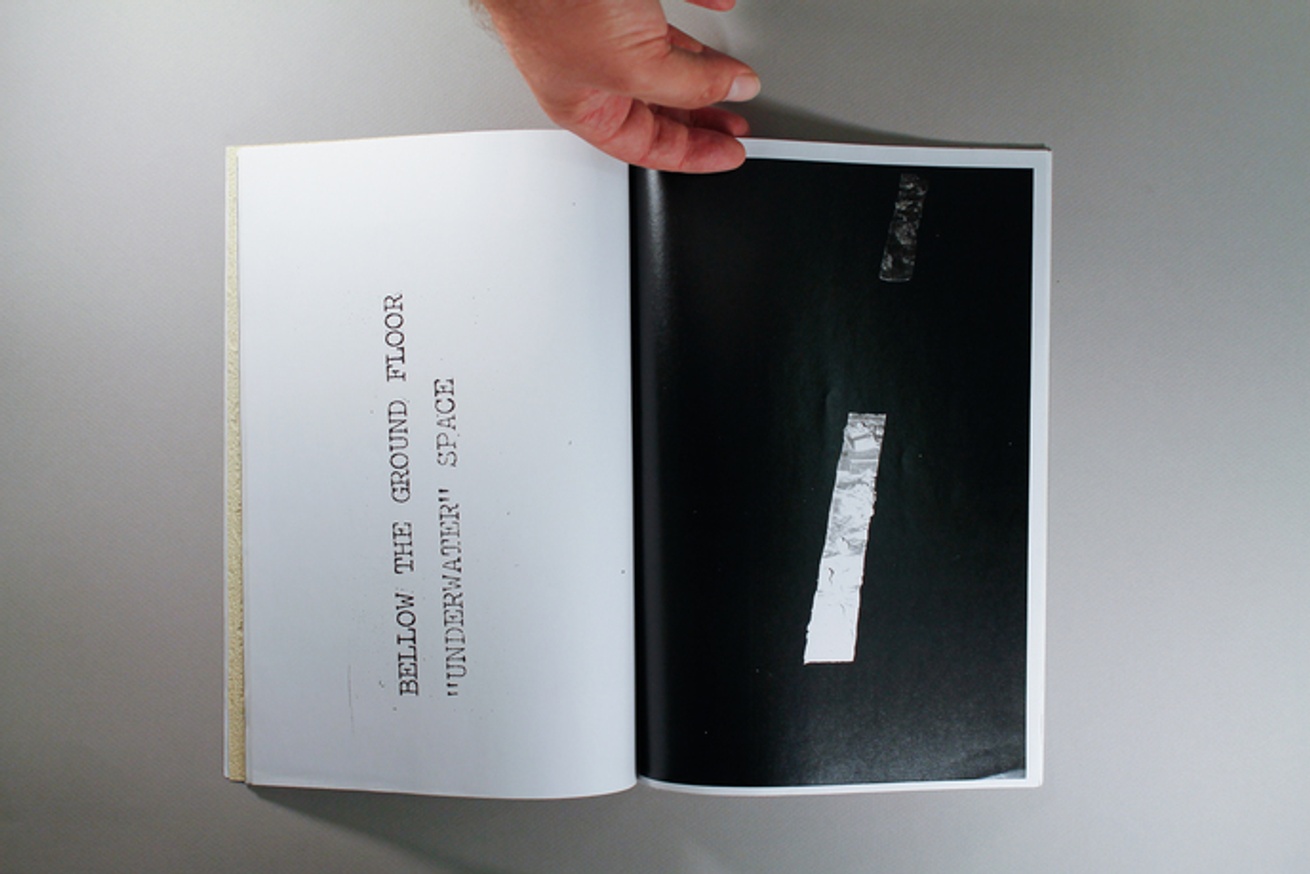 BELLOW THE GROUND FLOOR
"UNDERWATER" SPACE